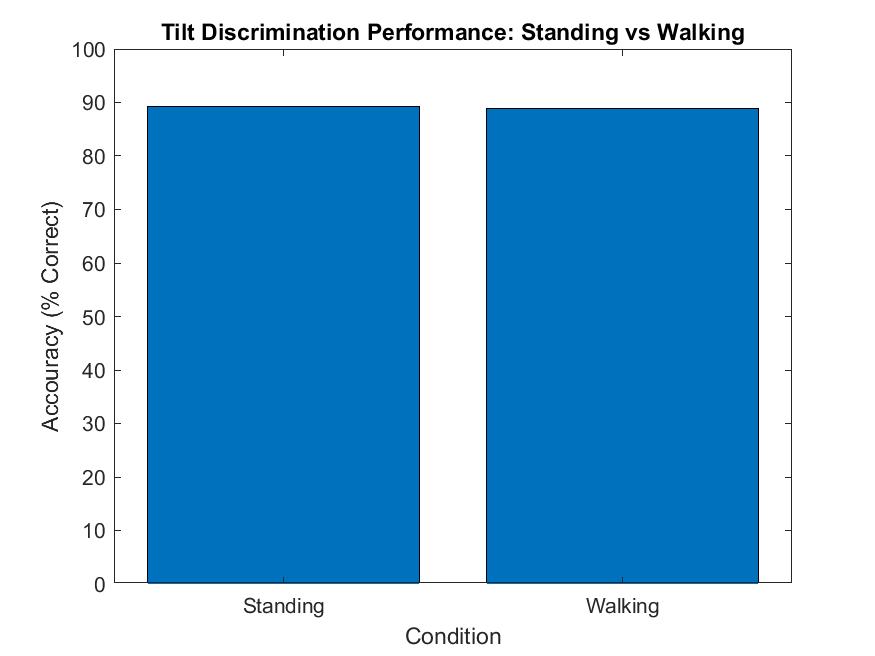 Tilt Discrimination Performance: Standing vs Walking
100
90
80
70
60
50
40
30
20
10
0
Accouracy (% Correct)
Standing
Walking
Condition